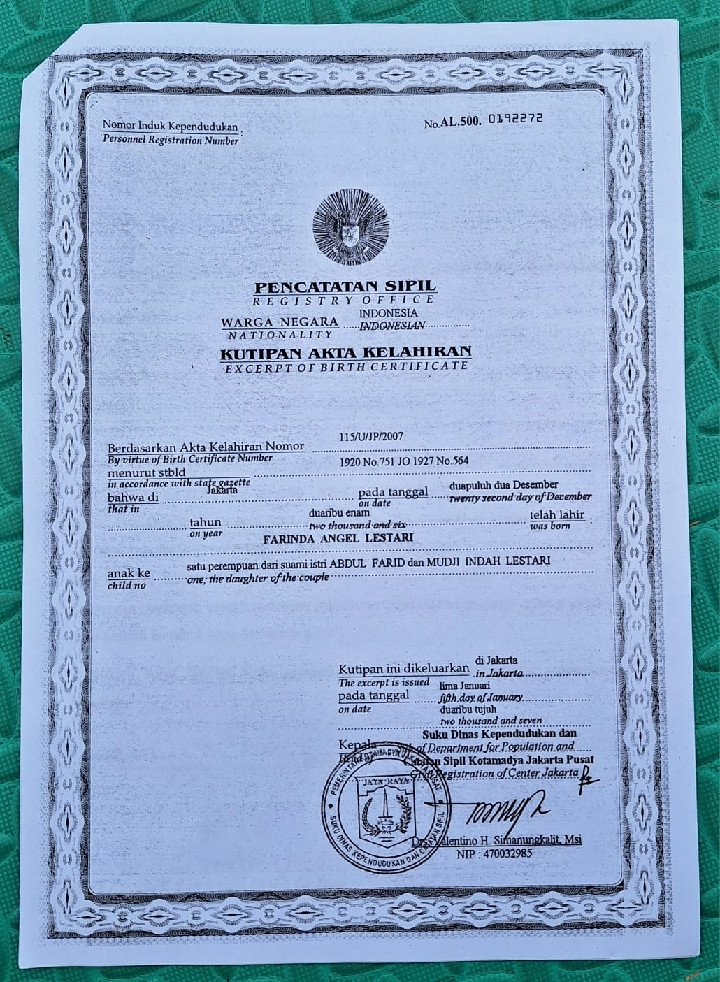 Nomor Induk Kependudukan :
Personnel Registration Number
No.AL.500. 0192272
PENCATATAN SIPIL
REGISTRY OFFICE
WARGA NEGARA INDONESIA
NATIONALITY INDONESIAN
KUTIPAN AKTA KELAHIRAN
EXCERPT OF BIRTH CERTIFICATE
Berdasarkan Akta Kelahiran Nomor 115/U/JP/2007
By virtue of Birth Certificate Number
menurut stbld 1920 No.751 JO 1927 No.564
in accordance with state gazette
bahwa di Jakarta pada tanggal duapuluh dua Desember
that in on date twenty second day of December
tahun duaribu enam telah lahir
on year two thousand and six was born
FARINDA ANGEL LESTARI
anak ke satu perempuan dari suami istri ABDUL FARID dan MUDJI INDAH LESTARI
child no one, the daughter of the couple
Kutipan ini dikeluarkan di Jakarta
The excerpt is issued in Jakarta
pada tanggal lima Januari
on date fifth day of January
duaribu tujuh
two thousand and seven
Kepala Suku Dinas Kependudukan dan
of Department for Population and
Sipil Kotamadya Jakarta Pusat
Registration of Center Jakarta
JAYA RAYA
SUKU DINAS KEPENDUDUKAN DAN CATATAN SIPIL
Simanungkalit, Msi
NIP : 470032985